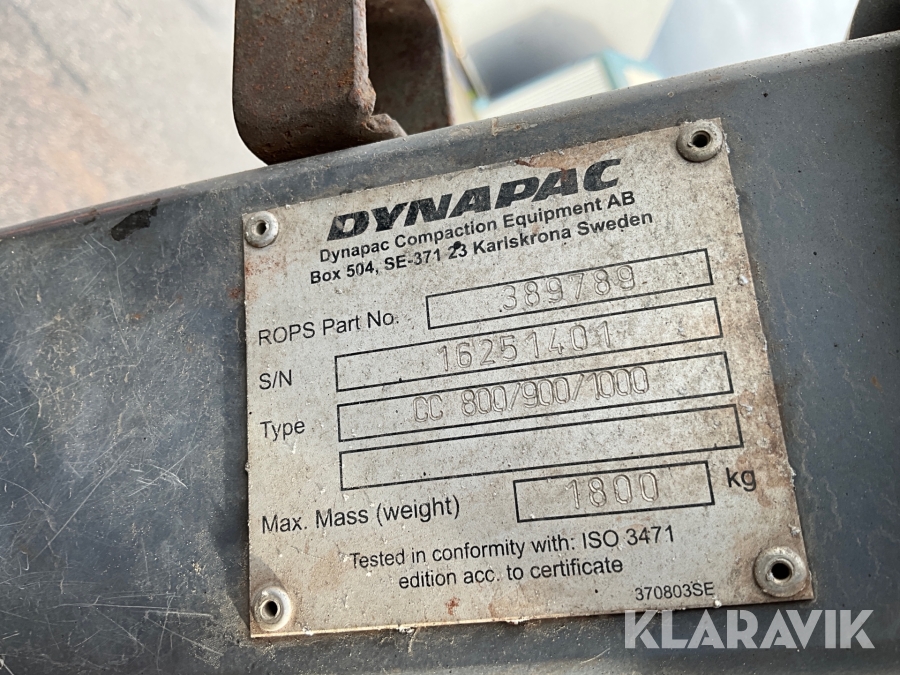 DYNAPAC
Dynapac Compaction Equipment AB
Box 504, SE-371 23 Karlskrona Sweden
ROPS Part No. 389789
S/N 16251401
Type CC 800/900/1000
Max. Mass (weight) 1800 kg
Tested in conformity with: ISO 3471
edition acc. to certificate
370803SE
KLARAVIK